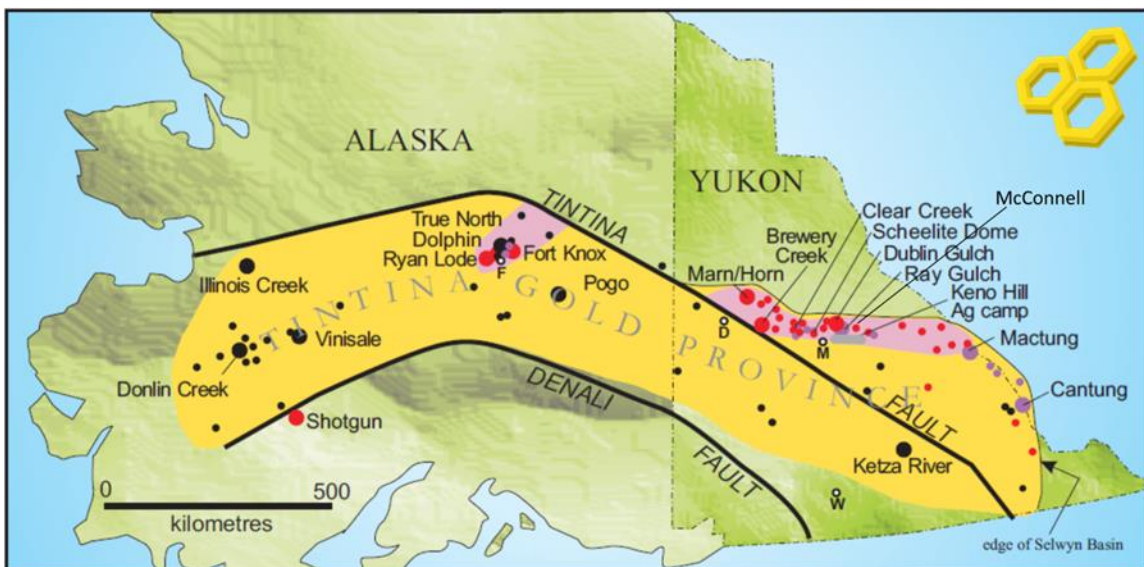 ALASKA
YUKON
McConnell
TINTINA
FAULT
True North
Dolphin
Ryan Lode
Fort Knox
F
Clear Creek
Scheelite Dome
Dublin Gulch
Ray Gulch
Keno Hill
Ag camp
Brewery
Creek
Marn/Horn
Mactung
Cantung
Illinois Creek
Pogo
TINTINA GOLD PROVINCE
D
M
Vinisale
Donlin Creek
DENALI
FAULT
Shotgun
Ketza River
W
0
500
kilometres
edge of Selwyn Basin